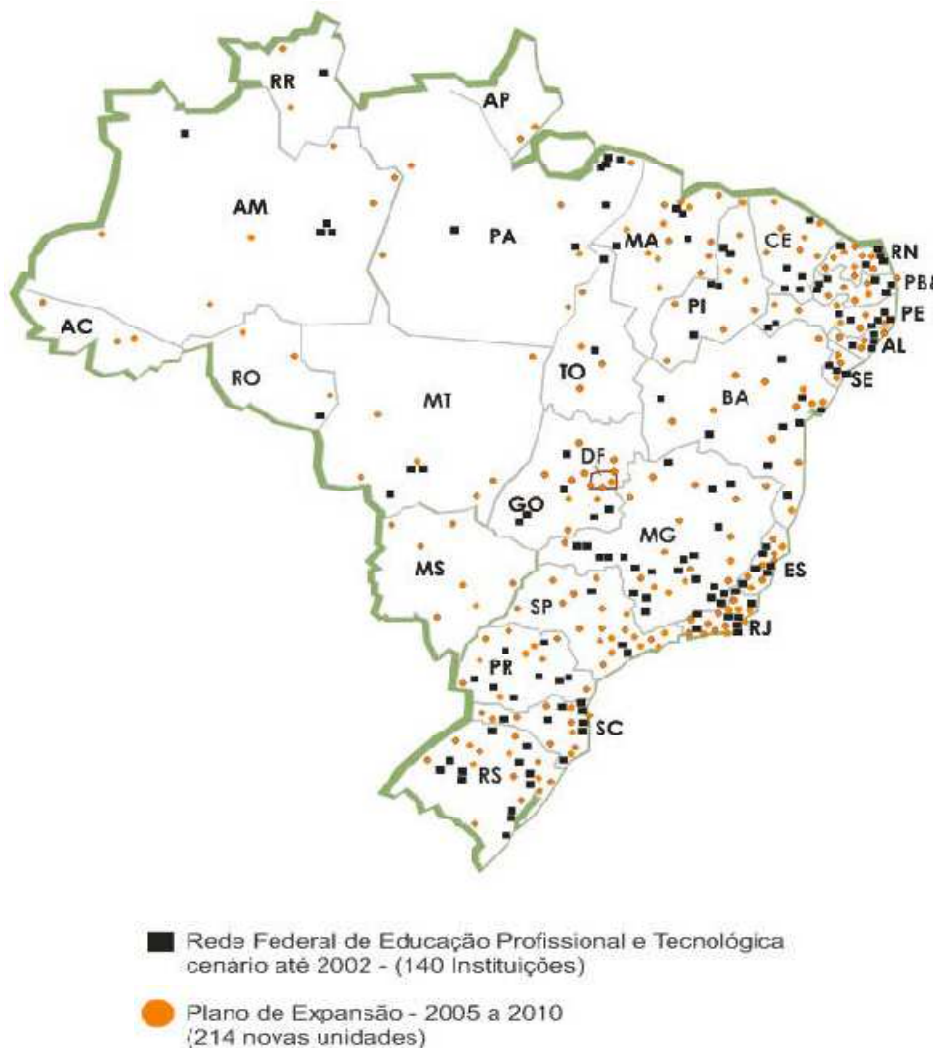 RR
AP
AM
PA
MA
CE
RN
PB
PI
PE
AC
AL
TO
SE
RO
MT
BA
DF
GO
MG
MS
ES
SP
RJ
PR
SC
RS
Rede Federal de Educação Profissional e Tecnológica
cenário até 2002 - (140 Instituições)
Plano de Expansão - 2005 a 2010
(214 novas unidades)